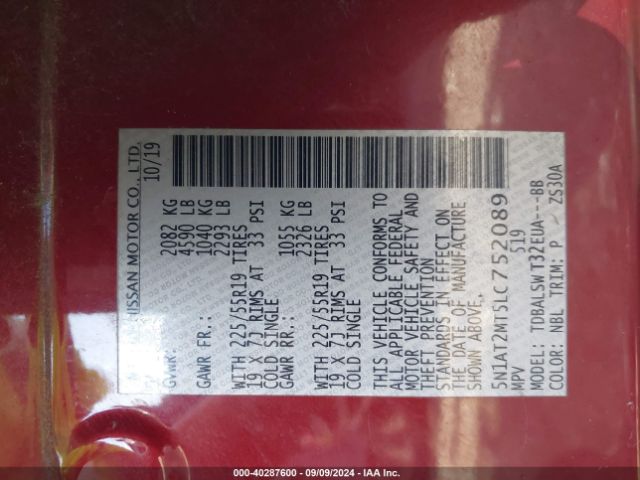 NISSAN MOTOR CO., LTD.
10/19
GVWR: 2082 KG
4590 LB
GAWR FR.: 1040 KG
2293 LB
WITH 225/55R19 TIRES
19 X 7J RIMS AT 33 PSI
COLD SINGLE
GAWR RR.: 1055 KG
2326 LB
WITH 225/55R19 TIRES
19 X 7J RIMS AT 33 PSI
COLD SINGLE
THIS VEHICLE CONFORMS TO
ALL APPLICABLE FEDERAL
MOTOR VEHICLE SAFETY AND
THEFT PREVENTION
STANDARDS IN EFFECT ON
THE DATE OF MANUFACTURE
SHOWN ABOVE.
5N1AT2MT5LC752089
MPV 519
MODEL: TDBALSWT32EUA---BB
COLOR: NBL TRIM: P ZS30A
000-40287600 - 09/09/2024 - IAA Inc.